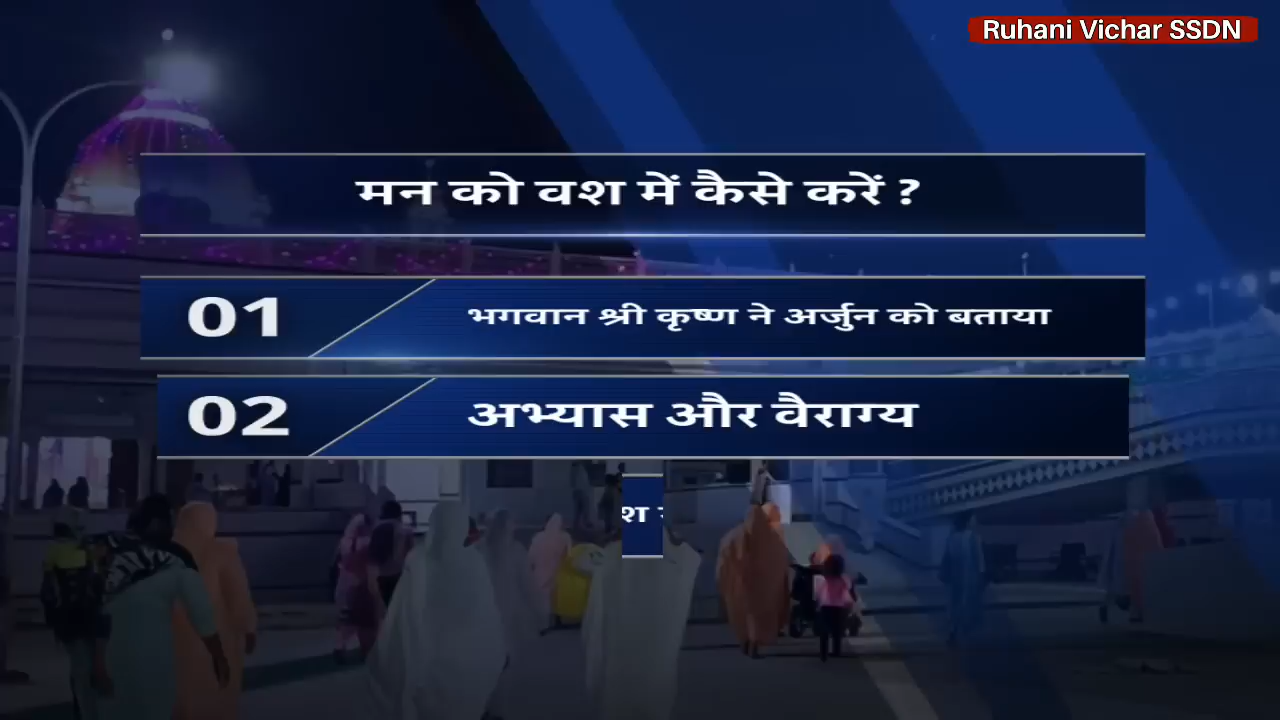 Ruhani Vichar SSDN
मन को वश में कैसे करें ?
01 भगवान श्री कृष्ण ने अर्जुन को बताया
02 अभ्यास और वैराग्य